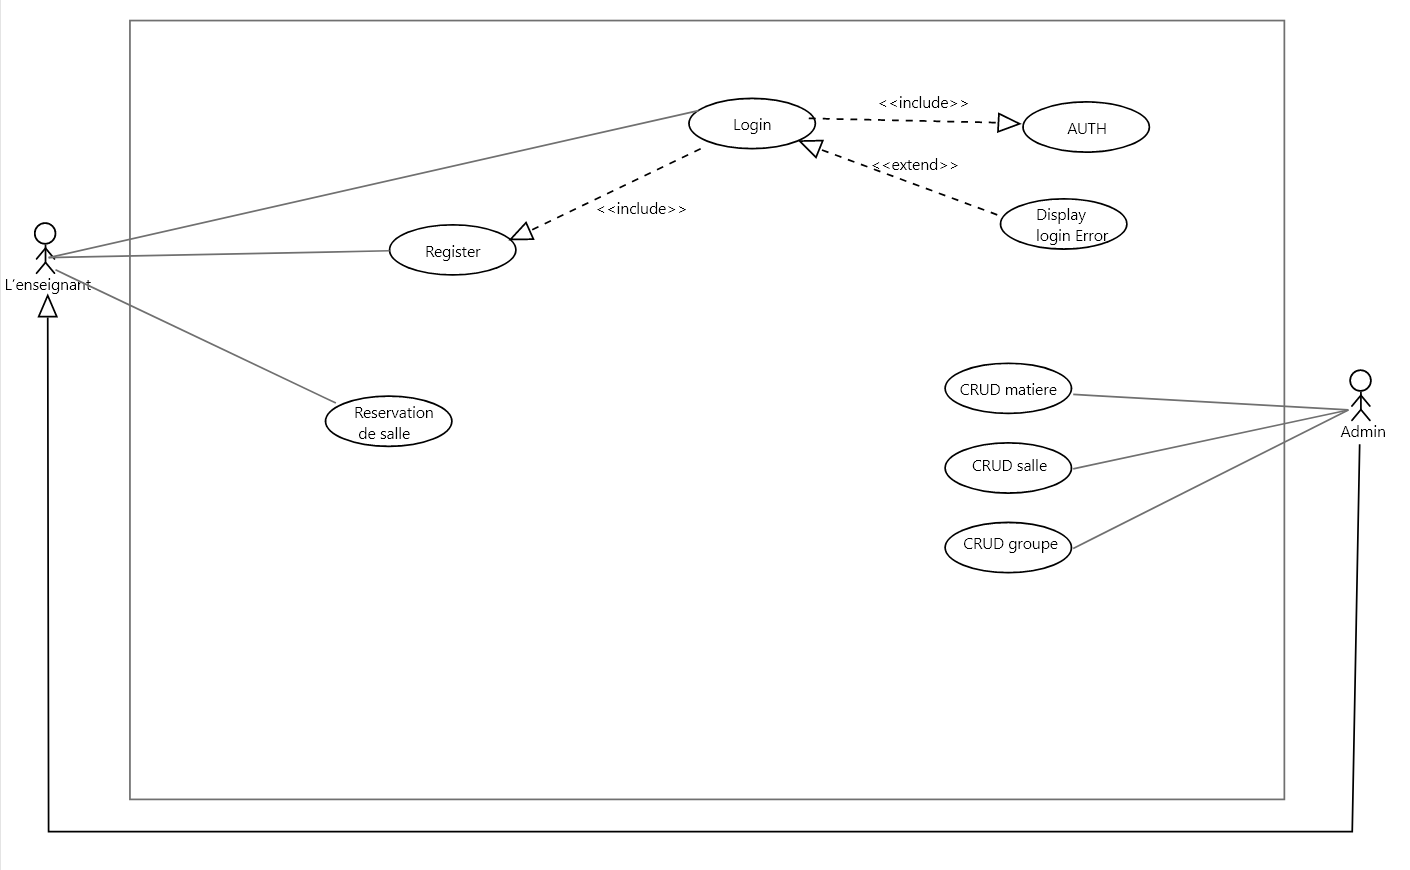 <<include>>
Login
AUTH
<<extend>>
<<include>>
Display
login Error
Register
L'enseignant
CRUD matiere
Reservation
de salle
Admin
CRUD salle
CRUD groupe